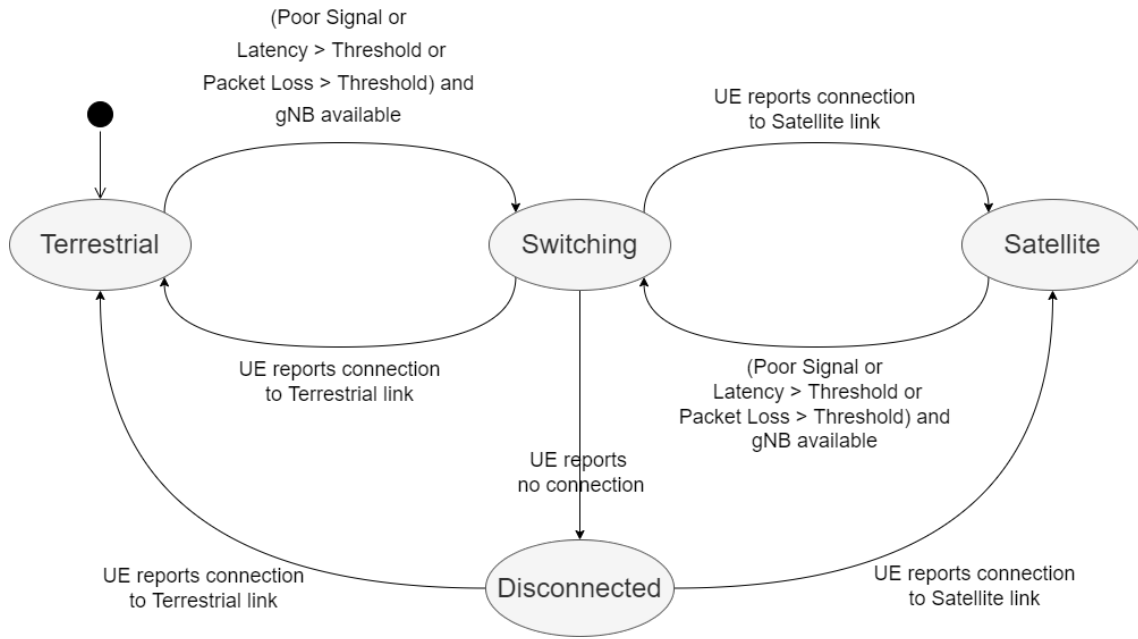 (Poor Signal or
Latency > Threshold or
Packet Loss > Threshold) and
gNB available
UE reports connection
to Satellite link
Terrestrial
Switching
Satellite
UE reports connection
to Terrestrial link
(Poor Signal or
Latency > Threshold or
Packet Loss > Threshold) and
gNB available
UE reports
no connection
UE reports connection
to Terrestrial link
Disconnected
UE reports connection
to Satellite link